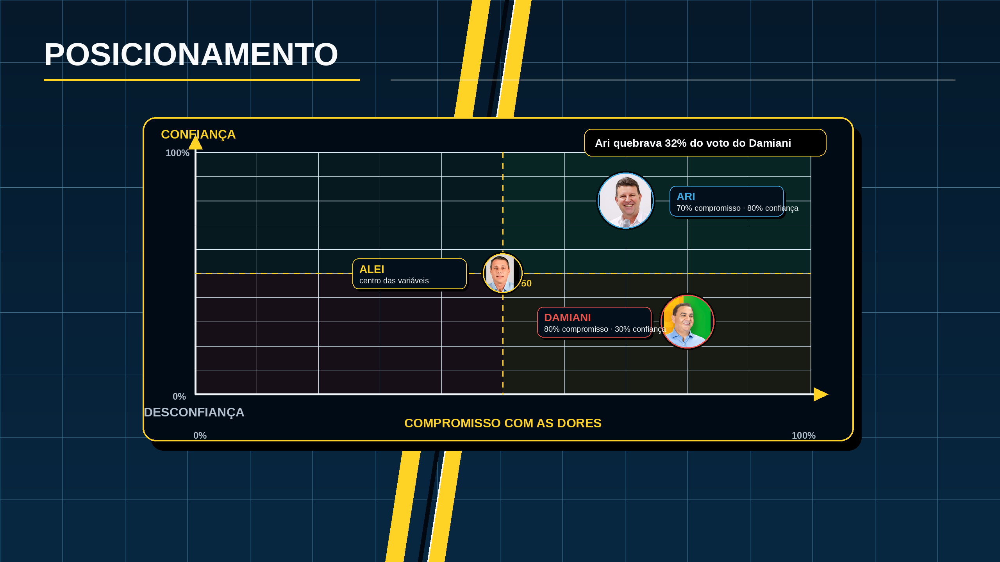 POSICIONAMENTO
CONFIANÇA
Ari quebrava 32% do voto do Damiani
100%
ARI
70% compromisso · 80% confiança
ALEI
centro das variáveis
50
DAMIANI
80% compromisso · 30% confiança
0%
DESCONFIANÇA
COMPROMISSO COM AS DORES
0%
100%